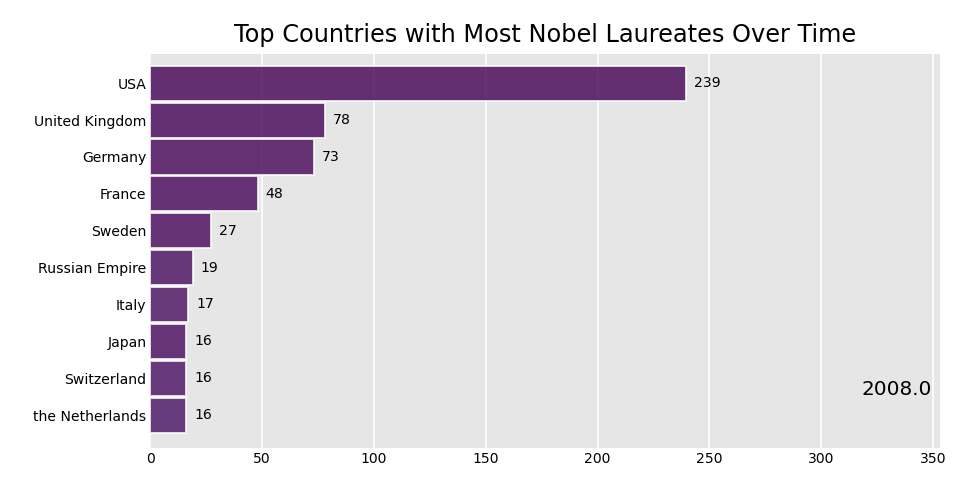 Top Countries with Most Nobel Laureates Over Time
USA 239
United Kingdom 78
Germany 73
France 48
Sweden 27
Russian Empire 19
Italy 17
Japan 16
Switzerland 16
the Netherlands 16
2008.0
0 50 100 150 200 250 300 350